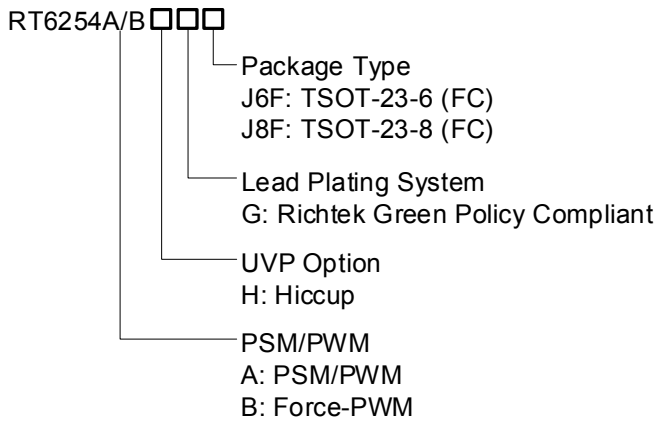 RT6254A/B□□□
Package Type
J6F: TSOT-23-6 (FC)
J8F: TSOT-23-8 (FC)
Lead Plating System
G: Richtek Green Policy Compliant
UVP Option
H: Hiccup
PSM/PWM
A: PSM/PWM
B: Force-PWM